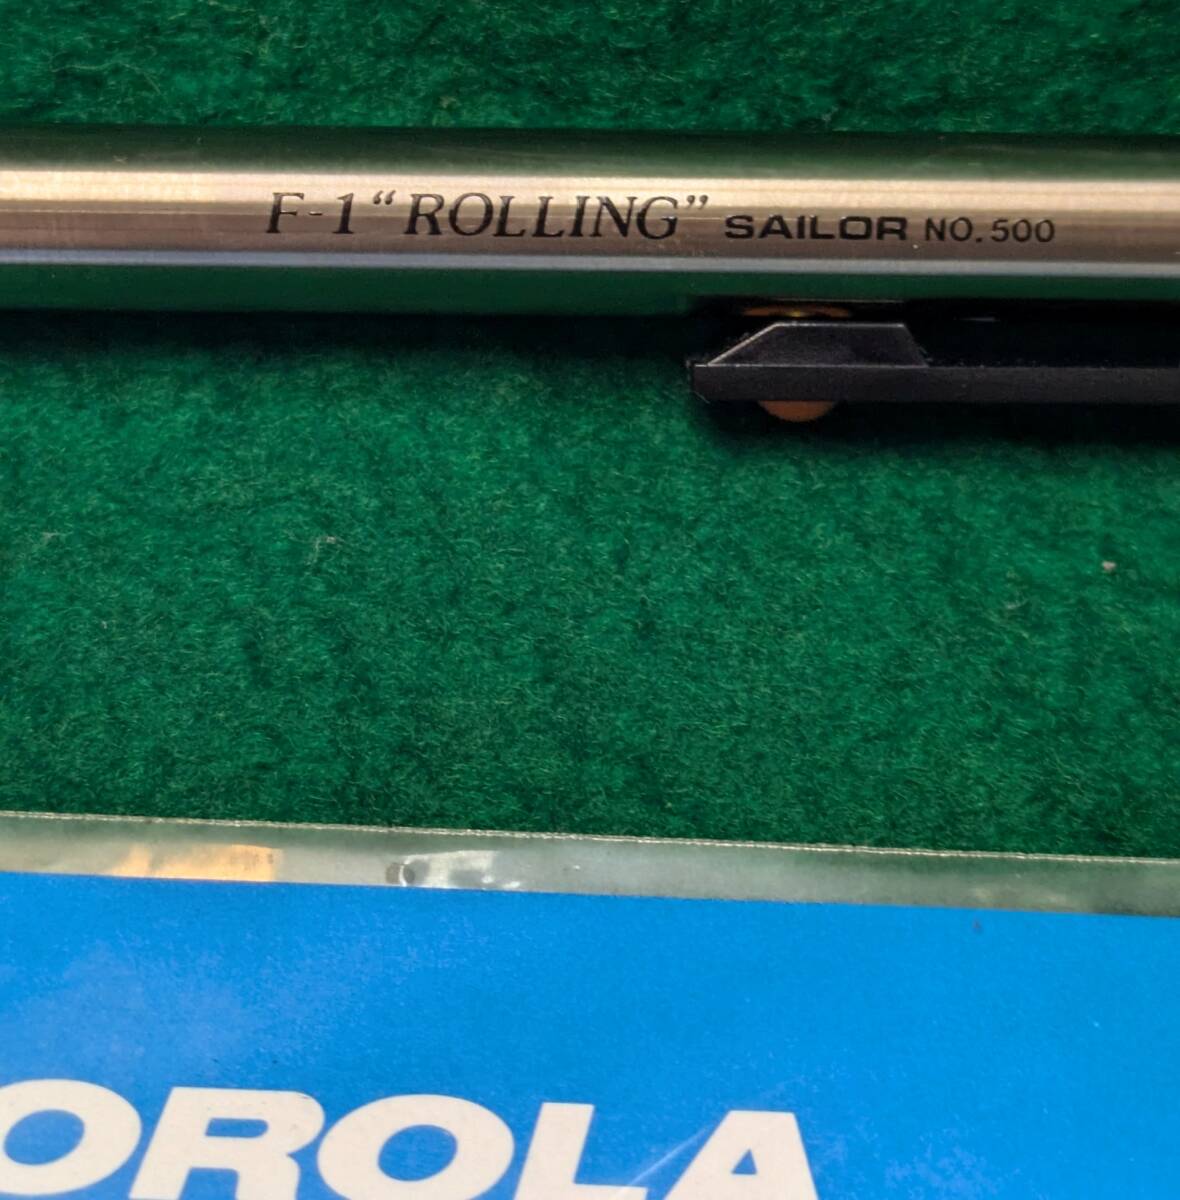 F-1 “ROLLING” SAILOR NO. 500
OROLA